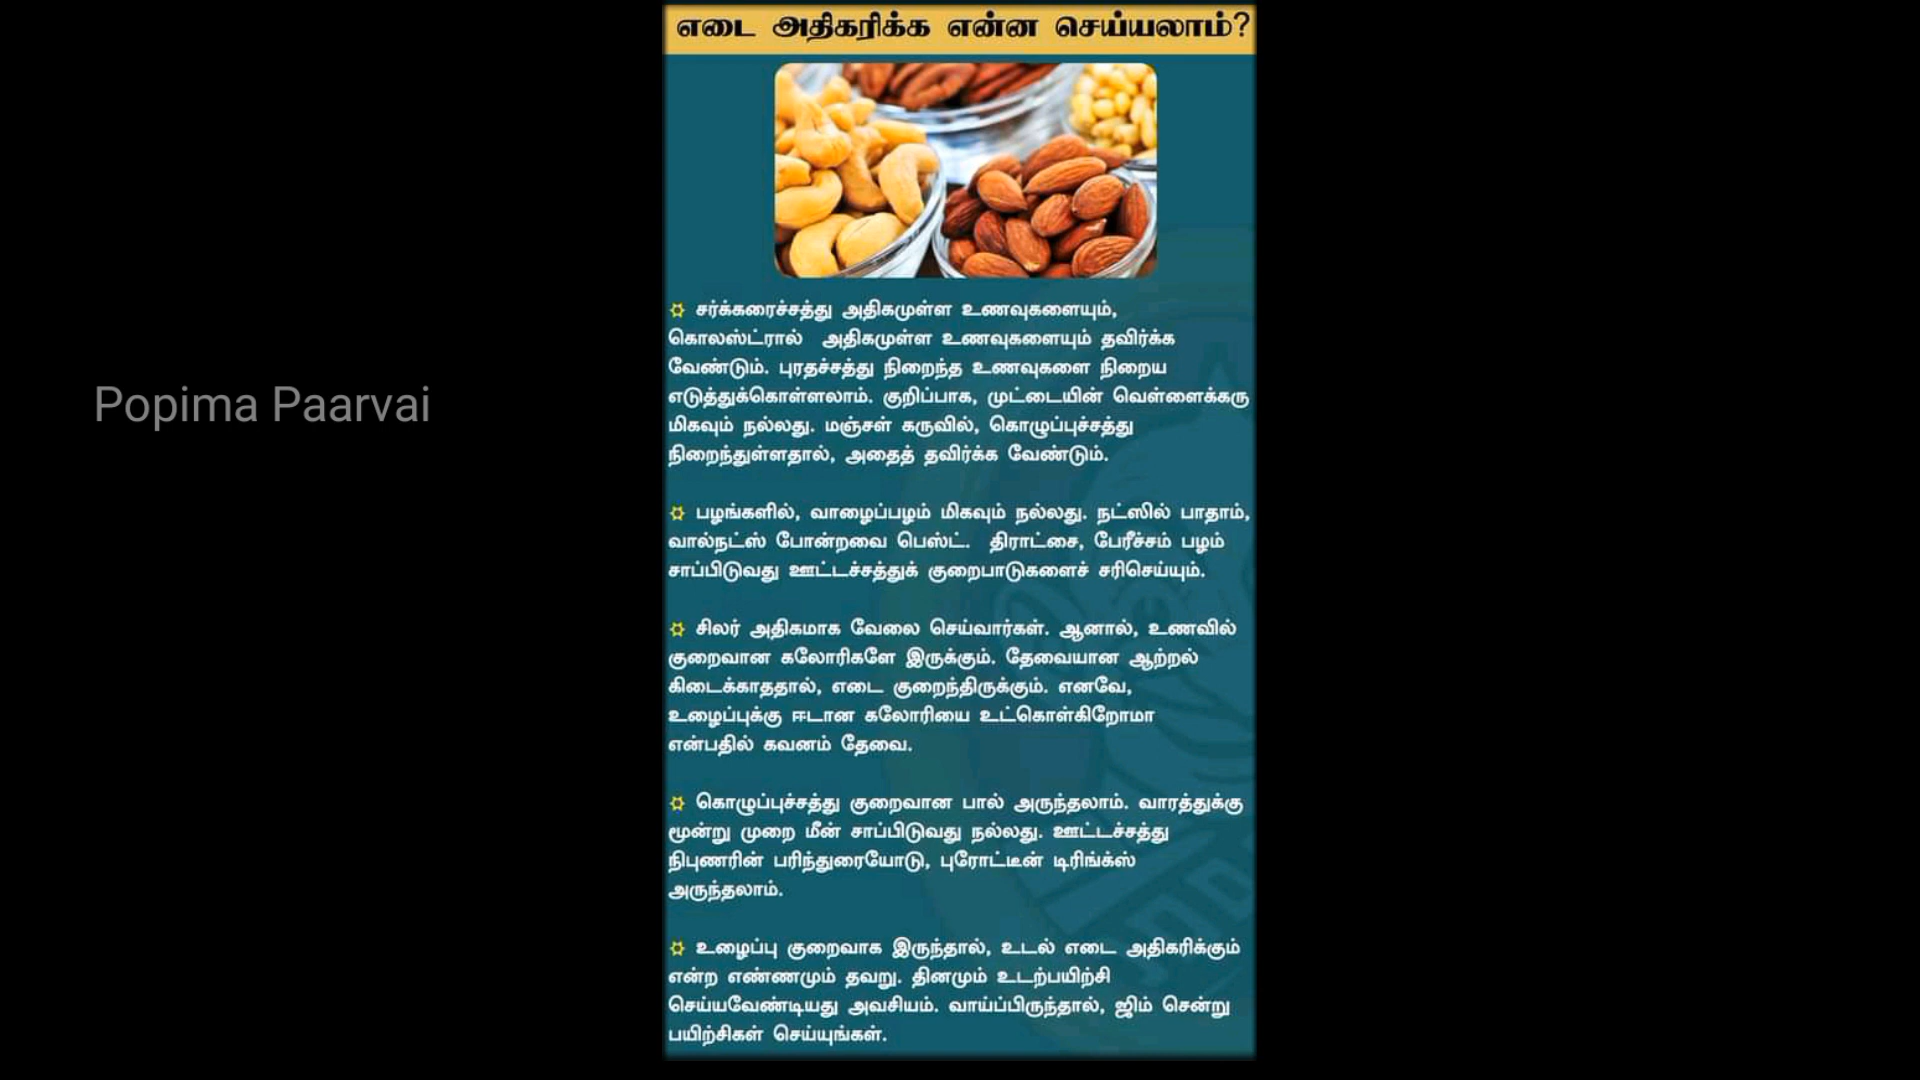 எடை அதிகரிக்க என்ன செய்யலாம்?
Popima Paarvai
சர்க்கரைச்சத்து அதிகமுள்ள உணவுகளையும்,
கொலஸ்ட்ரால் அதிகமுள்ள உணவுகளையும் தவிர்க்க
வேண்டும். புரதச்சத்து நிறைந்த உணவுகளை நிறைய
எடுத்துக்கொள்ளலாம். குறிப்பாக, முட்டையின் வெள்ளைக்கரு
மிகவும் நல்லது. மஞ்சள் கருவில், கொழுப்புச்சத்து
நிறைந்துள்ளதால், அதைத் தவிர்க்க வேண்டும்.
பழங்களில், வாழைப்பழம் மிகவும் நல்லது. நட்ஸில் பாதாம்,
வால்நட்ஸ் போன்றவை பெஸ்ட். திராட்சை, பேரீச்சம் பழம்
சாப்பிடுவது ஊட்டச்சத்துக் குறைபாடுகளைச் சரிசெய்யும்.
சிலர் அதிகமாக வேலை செய்வார்கள். ஆனால், உணவில்
குறைவான கலோரிகளே இருக்கும். தேவையான ஆற்றல்
கிடைக்காததால், எடை குறைந்திருக்கும். எனவே,
உழைப்புக்கு ஈடான கலோரியை உட்கொள்கிறோமா
என்பதில் கவனம் தேவை.
கொழுப்புச்சத்து குறைவான பால் அருந்தலாம். வாரத்துக்கு
மூன்று முறை மீன் சாப்பிடுவது நல்லது. ஊட்டச்சத்து
நிபுணரின் பரிந்துரையோடு, புரோட்டீன் டிரிங்க்ஸ்
அருந்தலாம்.
உழைப்பு குறைவாக இருந்தால், உடல் எடை அதிகரிக்கும்
என்ற எண்ணமும் தவறு. தினமும் உடற்பயிற்சி
செய்யவேண்டியது அவசியம். வாய்ப்பிருந்தால், ஜிம் சென்று
பயிற்சிகள் செய்யுங்கள்.